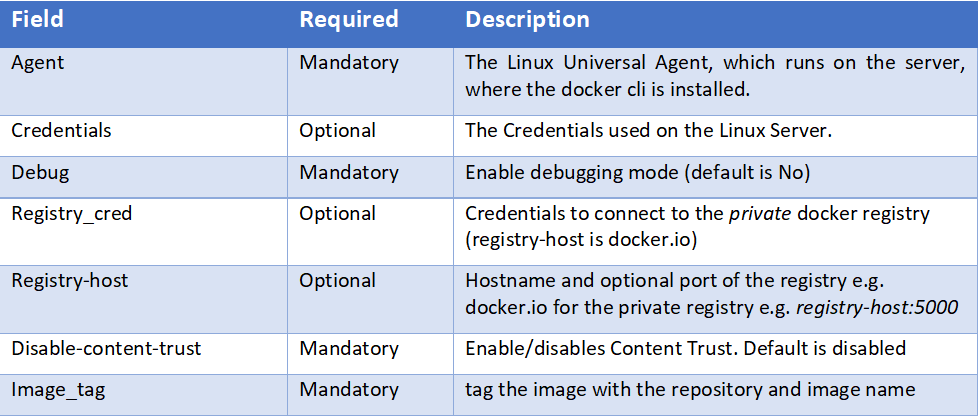 Field Required Description
Agent Mandatory The Linux Universal Agent, which runs on the server,
where the docker cli is installed.
Credentials Optional The Credentials used on the Linux Server.
Debug Mandatory Enable debugging mode (default is No)
Registry_cred Optional Credentials to connect to the private docker registry
(registry-host is docker.io)
Registry-host Optional Hostname and optional port of the registry e.g.
docker.io for the private registry e.g. registry-host:5000
Disable-content-trust Mandatory Enable/disables Content Trust. Default is disabled
Image_tag Mandatory tag the image with the repository and image name